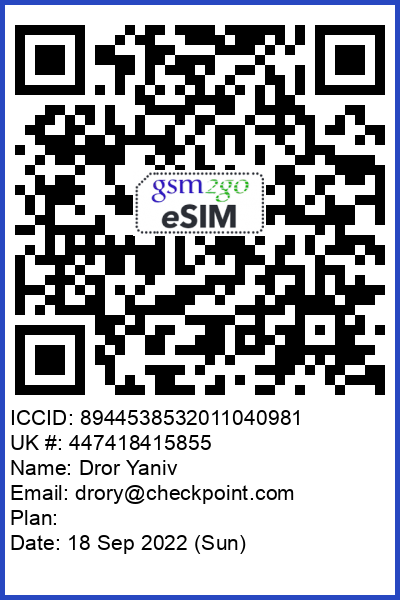 gsm2go
eSIM
ICCID: 8944538532011040981
UK #: 447418415855
Name: Dror Yaniv
Email: drory@checkpoint.com
Plan:
Date: 18 Sep 2022 (Sun)